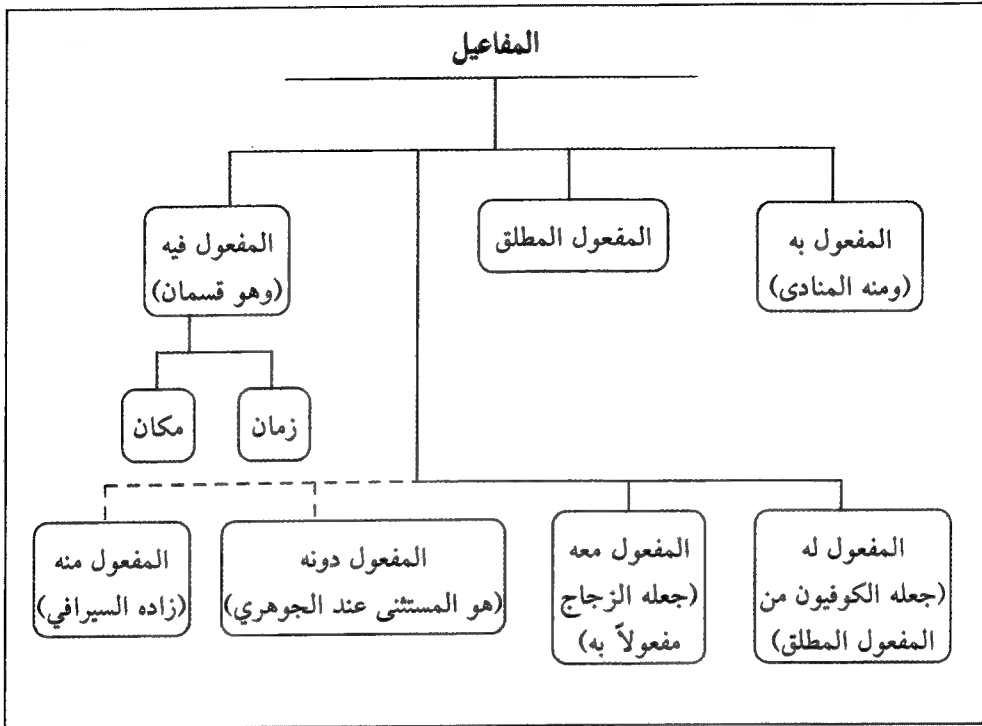 المفاعيل
المفعول به
(ومنه المنادى)
المفعول المطلق
المفعول فيه
(وهو قسمان)
زمان
مكان
المفعول له
(جعله الكوفيون من
المفعول المطلق)
المفعول معه
(جعله الزجاج
مفعولاً به)
المفعول دونه
(هو المستثنى عند الجوهري)
المفعول منه
(زاده السيرافي)